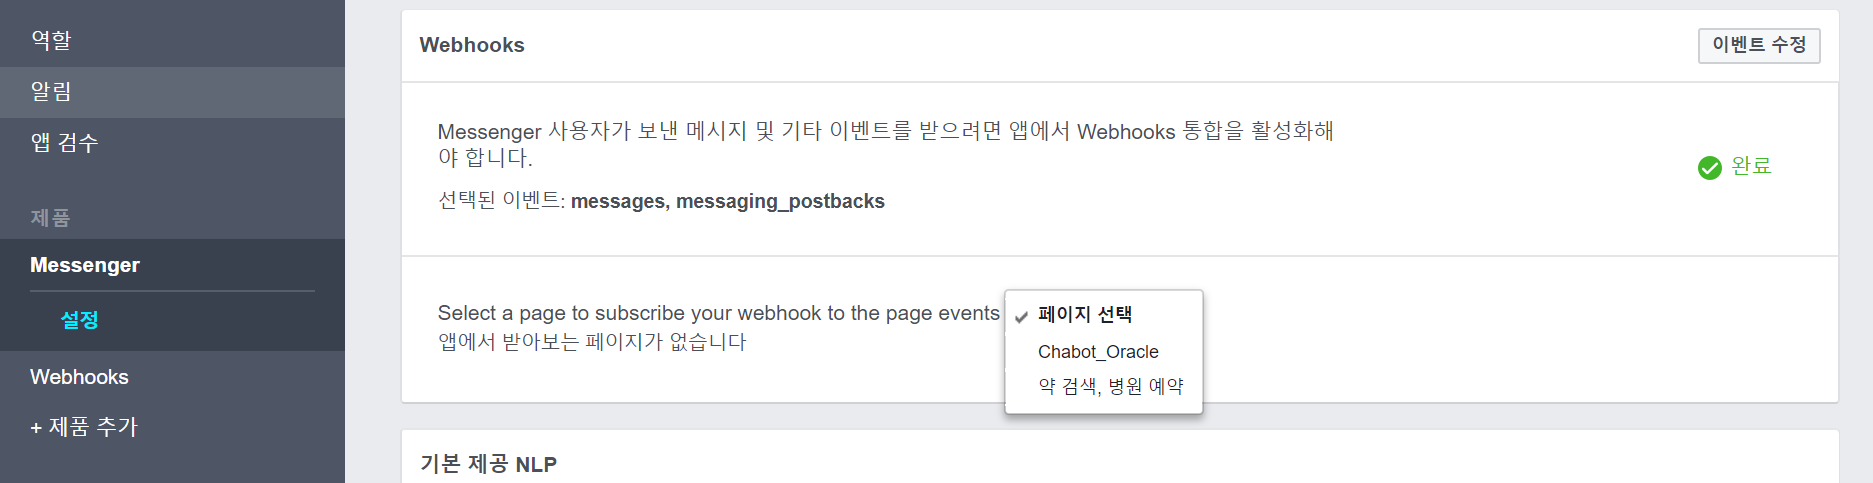 역할
알림
앱 검수
제품
Messenger
설정
Webhooks
+ 제품 추가
Webhooks
이벤트 수정
Messenger 사용자가 보낸 메시지 및 기타 이벤트를 받으려면 앱에서 Webhooks 통합을 활성화해
야 합니다.
선택된 이벤트: messages, messaging_postbacks
완료
Select a page to subscribe your webhook to the page events
앱에서 받아보는 페이지가 없습니다
페이지 선택
Chabot_Oracle
약 검색, 병원 예약
기본 제공 NLP